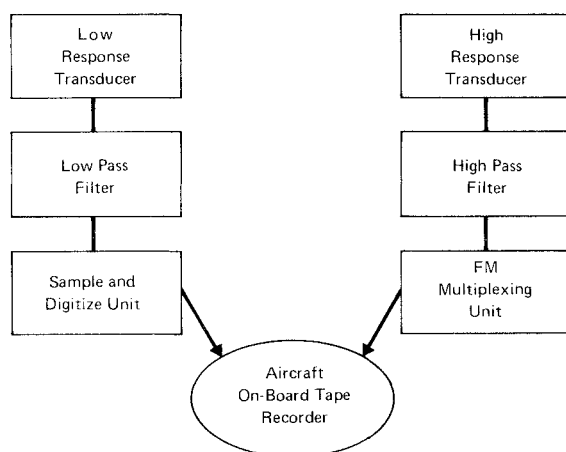 Low
Response
Transducer
Low Pass
Filter
Sample and
Digitize Unit
High
Response
Transducer
High Pass
Filter
FM
Multiplexing
Unit
Aircraft
On-Board Tape
Recorder